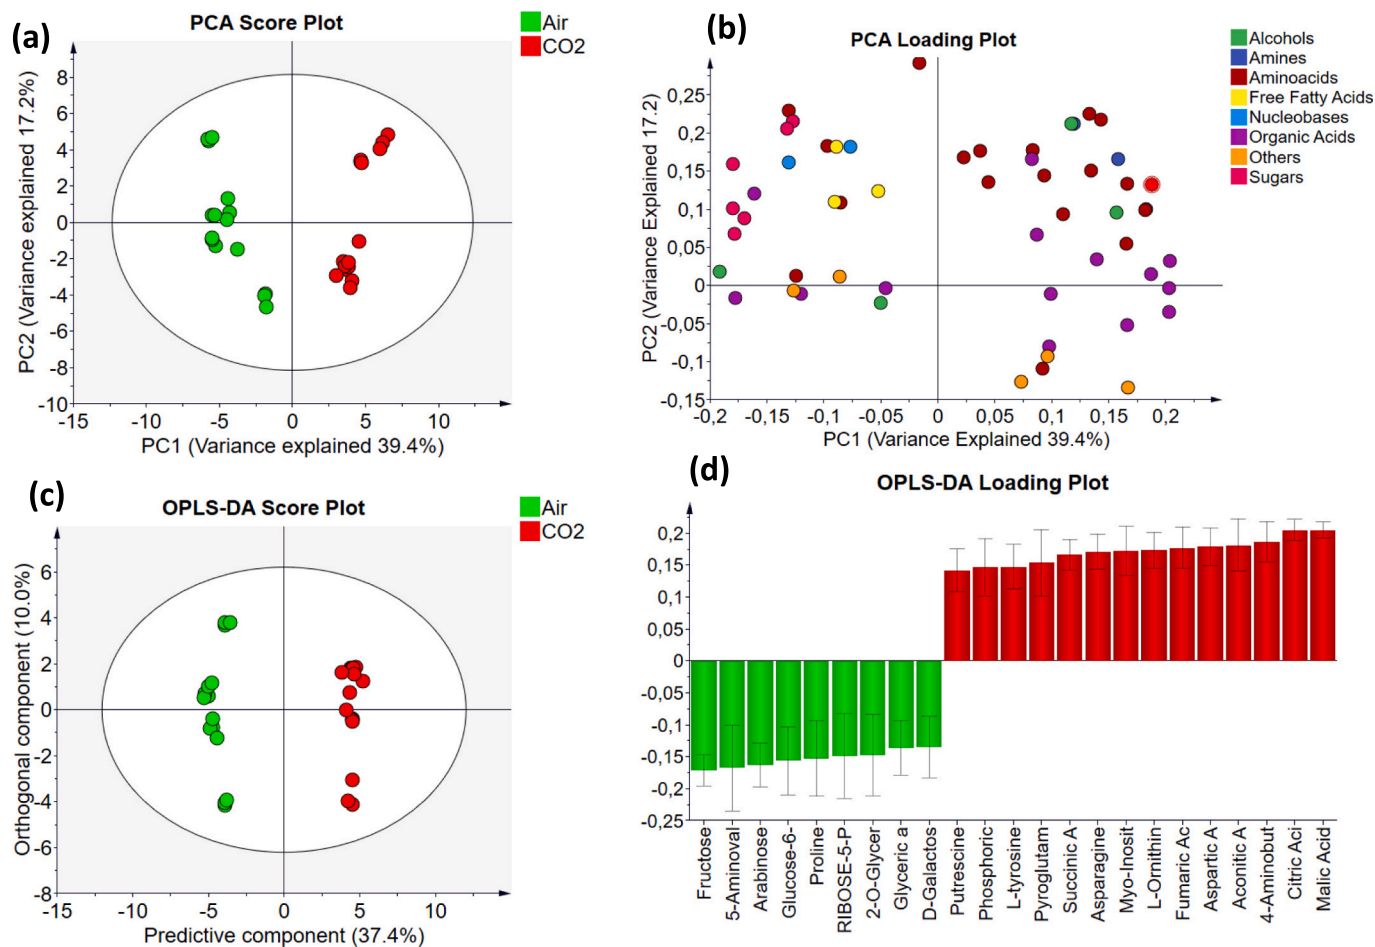 (a)
PCA Score Plot
Air
CO2
PC2 (Variance explained 17.2%)
8
6
4
2
0
-2
-4
-6
-8
-10
-15
-10
-5
0
5
10
PC1 (Variance explained 39.4%)
(b)
PCA Loading Plot
Alcohols
Amines
Aminoacids
Free Fatty Acids
Nucleobases
Organic Acids
Others
Sugars
PC2 (Variance Explained 17.2)
0,25
0,2
0,15
0,1
0,05
0
-0,05
-0,1
-0,15
-0,2
-0,15
-0,1
-0,05
0
0,05
0,1
0,15
0,2
PC1 (Variance Explained 39.4%)
(c)
OPLS-DA Score Plot
Air
CO2
Orthogonal component (10.0%)
6
4
2
0
-2
-4
-6
-8
-15
-10
-5
0
5
10
Predictive component (37.4%)
(d)
OPLS-DA Loading Plot
0,2
0,15
0,1
0,05
0
-0,05
-0,1
-0,15
-0,2
-0,25
Fructose
5-Aminoval
Arabinose
Glucose-6-
Proline
RIBOSE-5-P
2-O-Glycer
Glyceric a
D-Galactos
Putrescine
Phosphoric
L-tyrosine
Pyroglutam
Succinic A
Asparagine
Myo-Inosit
L-Ornithin
Fumaric Ac
Aspartic A
Aconitic A
4-Aminobut
Citric Aci
Malic Acid